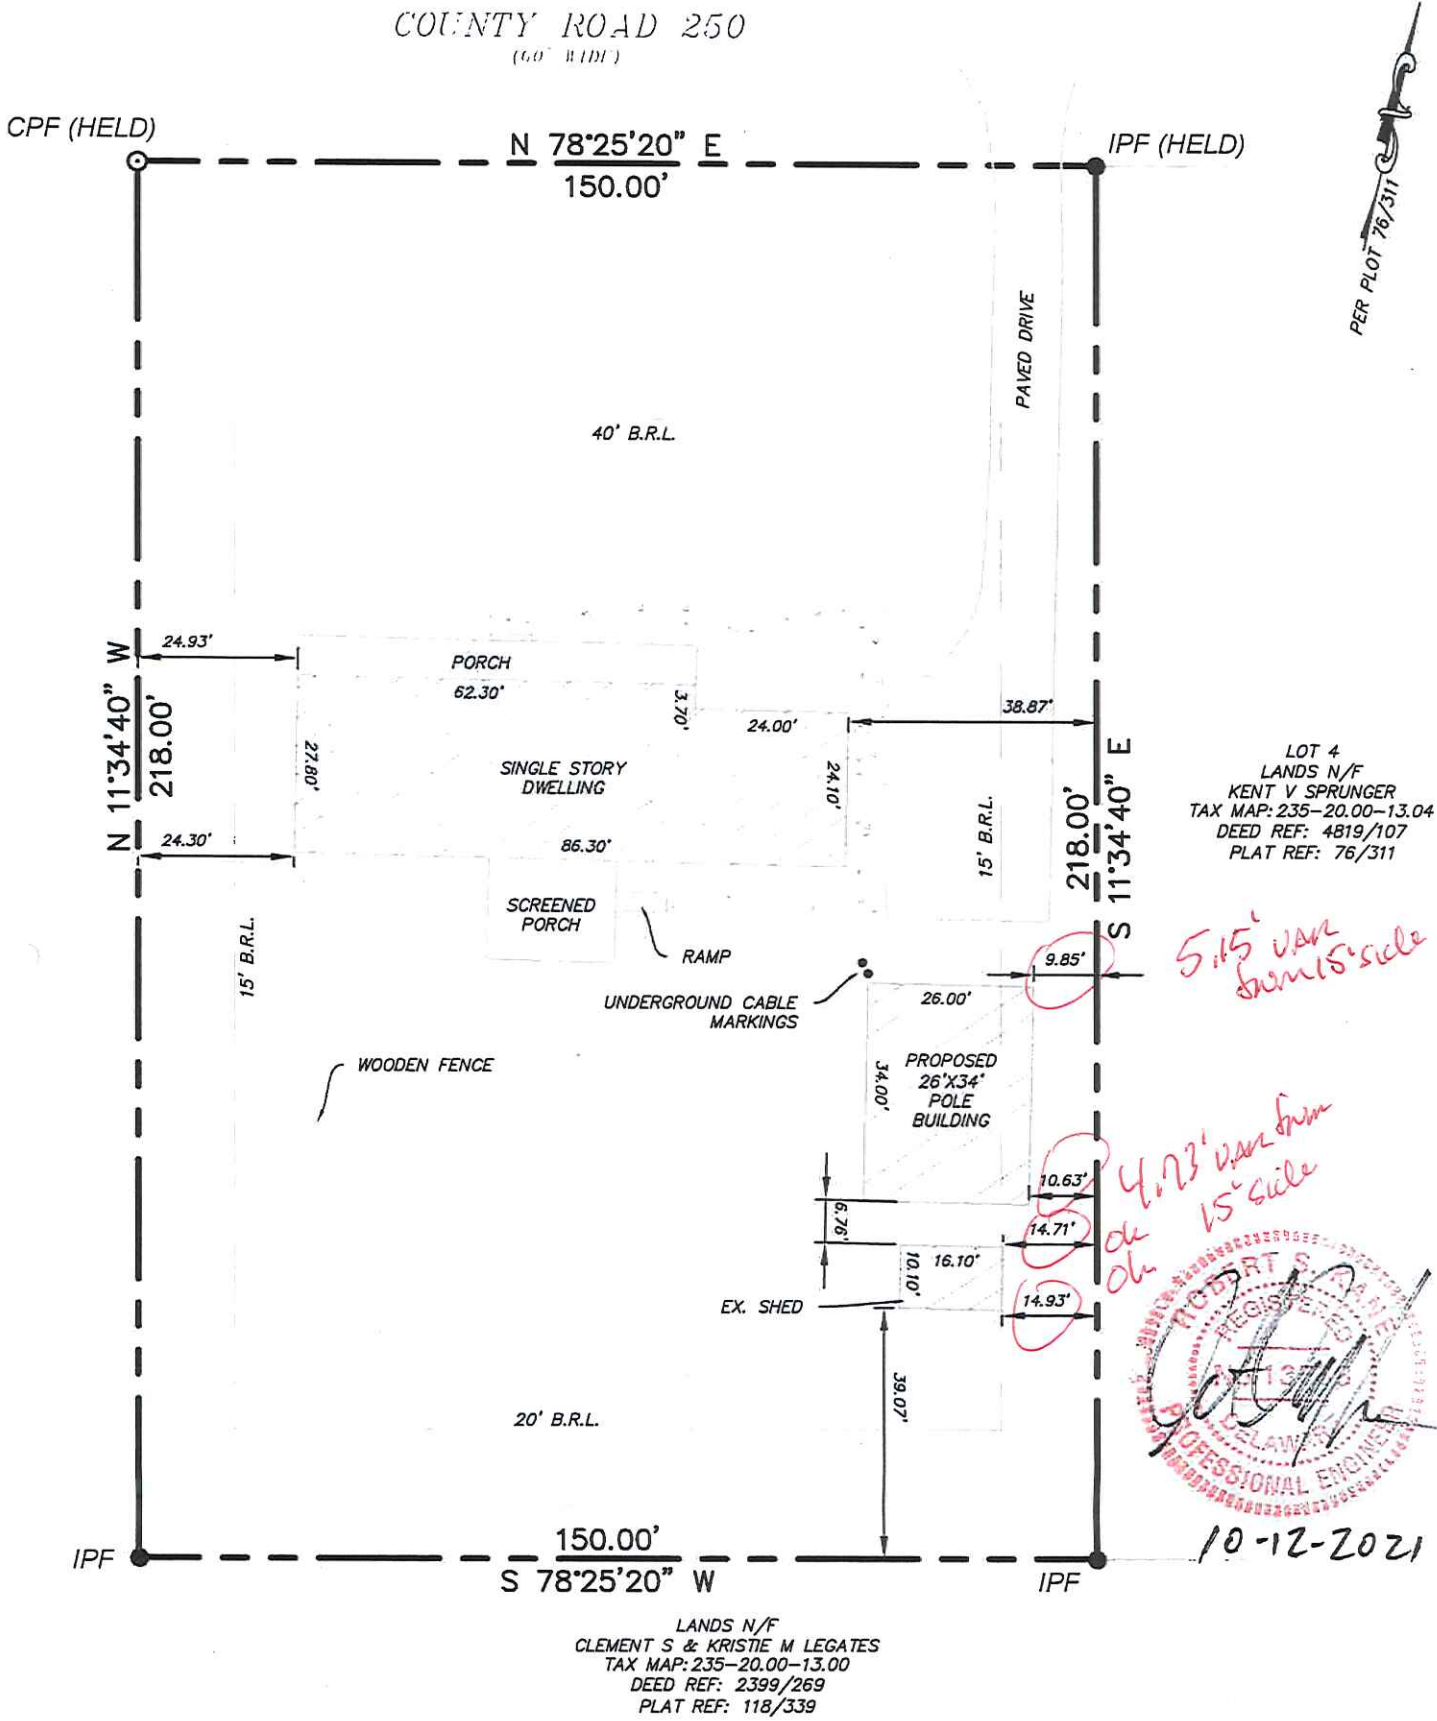 COUNTY ROAD 250
(60' WIDE)
CPF (HELD)
N 78°25'20" E
150.00'
IPF (HELD)
PER PLOT 76/311
PAVED DRIVE
40' B.R.L.
24.93'
PORCH
62.30'
3.70'
24.00'
38.87'
N 11°34'40" W
218.00'
27.80'
SINGLE STORY
DWELLING
24.10'
218.00'
S 11°34'40" E
LOT 4
LANDS N/F
KENT V SPRUNGER
TAX MAP: 235-20.00-13.04
DEED REF: 4819/107
PLAT REF: 76/311
24.30'
86.30'
15' B.R.L.
SCREENED
PORCH
RAMP
15' B.R.L.
9.85'
5.15' VAR
from 15' side
UNDERGROUND CABLE
MARKINGS
26.00'
WOODEN FENCE
34.00'
PROPOSED
26'X34'
POLE
BUILDING
10.63'
4.73' VAR from
15' side
6.76'
14.71'
ok
10.10'
16.10'
EX. SHED
14.93'
ok
39.07'
20' B.R.L.
ROBERT S. KANE
REGISTERED
DELAWARE
PROFESSIONAL ENGINEER
10-12-2021
IPF
150.00'
S 78°25'20" W
IPF
LANDS N/F
CLEMENT S & KRISTIE M LEGATES
TAX MAP: 235-20.00-13.00
DEED REF: 2399/269
PLAT REF: 118/339